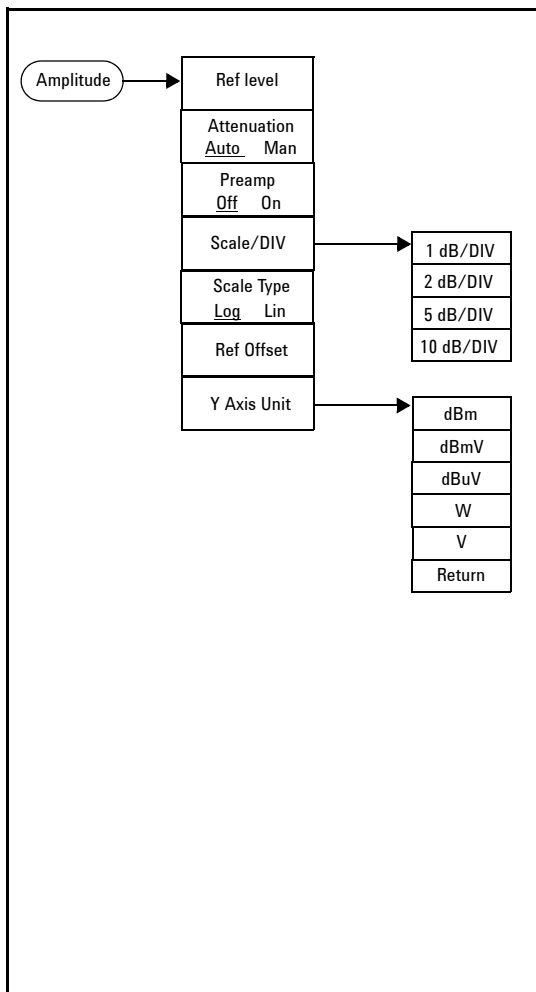 Amplitude
Ref level
Attenuation
Auto Man
Preamp
Off On
Scale/DIV
Scale Type
Log Lin
Ref Offset
Y Axis Unit
1 dB/DIV
2 dB/DIV
5 dB/DIV
10 dB/DIV
dBm
dBmV
dBuV
W
V
Return